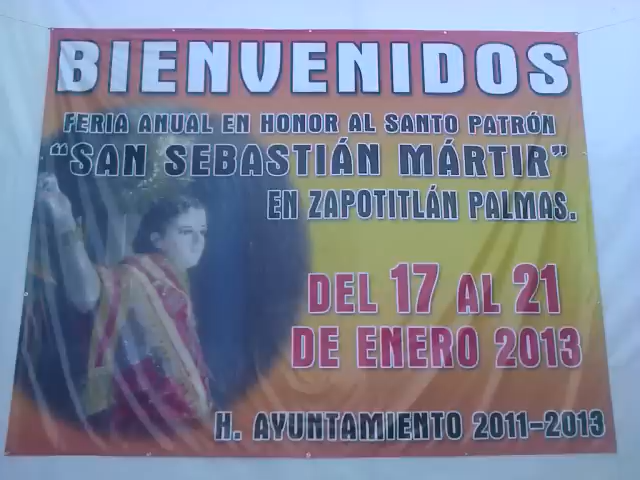 BIENVENIDOS
FERIA ANUAL EN HONOR AL SANTO PATRÓN
"SAN SEBASTIÁN MÁRTIR"
EN ZAPOTITLÁN PALMAS.
DEL 17 AL 21
DE ENERO 2013
H. AYUNTAMIENTO 2011-2013